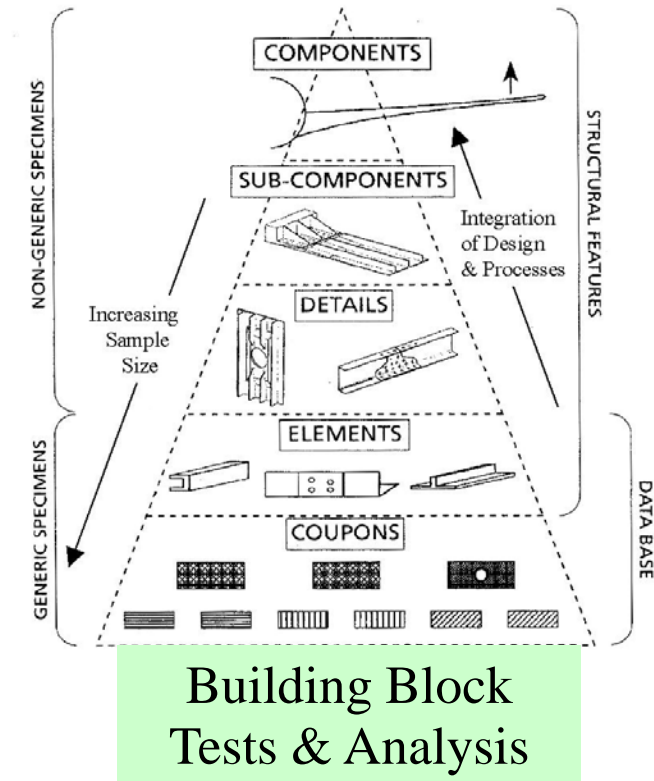 COMPONENTS
NON-GENERIC SPECIMENS
STRUCTURAL FEATURES
SUB-COMPONENTS
Integration
of Design
& Processes
DETAILS
Increasing
Sample
Size
ELEMENTS
GENERIC SPECIMENS
DATA BASE
COUPONS
Building Block
Tests & Analysis